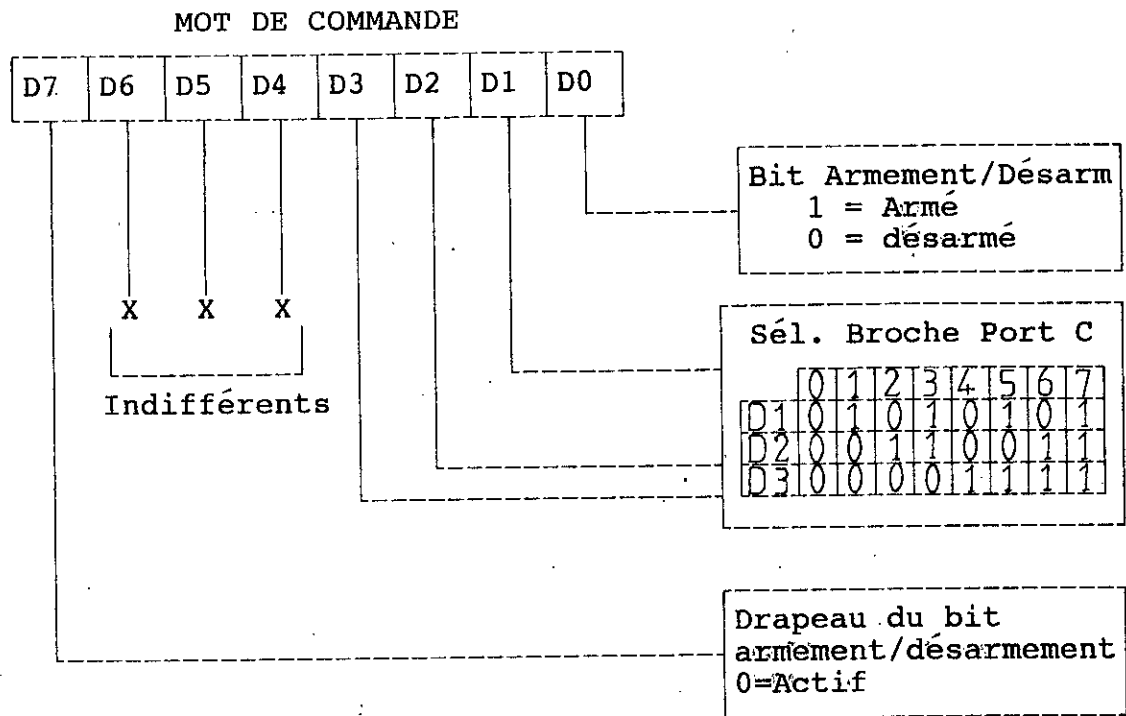 MOT DE COMMANDE
D7 D6 D5 D4 D3 D2 D1 D0
Bit Armement/Désarm
1 = Armé
0 = désarmé
X X X
Indifférents
Sél. Broche Port C
0 1 2 3 4 5 6 7
D1 0 1 0 1 0 1 0 1
D2 0 0 1 1 0 0 1 1
D3 0 0 0 0 1 1 1 1
Drapeau du bit
armement/désarmement
0=Actif